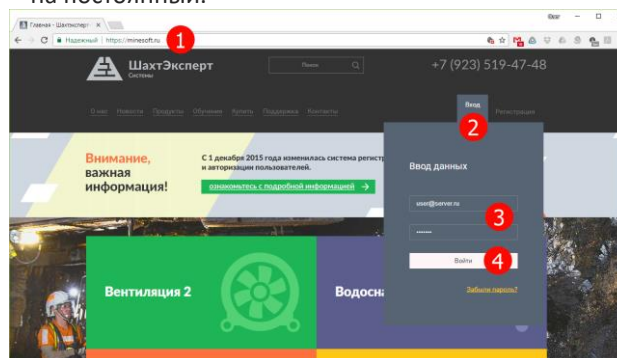 на постоянный.
Главная - Шахтэксперт
Надежный https://minesoft.ru
1
ШахтЭксперт
Системы
Поиск
+7 (923) 519-47-48
О нас Новости Продукты Обучение Купить Поддержка Контакты
Вход
Регистрация
2
Внимание,
важная
информация!
С 1 декабря 2015 года изменилась система регистр
и авторизации пользователей.
ознакомьтесь с подробной информацией →
Ввод данных
user@server.ru
3
Войти
4
Забыли пароль?
Вентиляция 2
Водосна